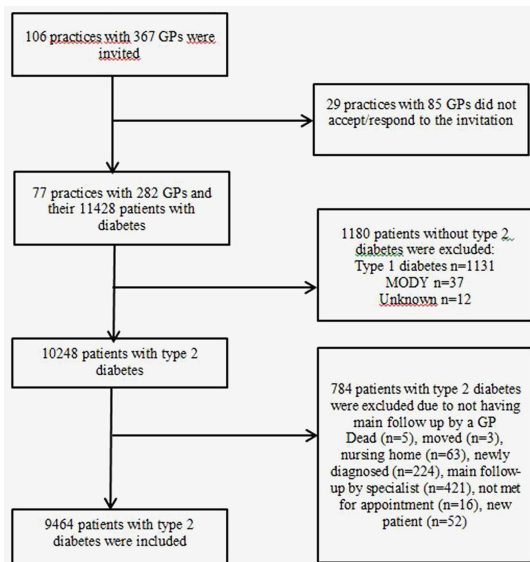 106 practices with 367 GPs were
invited
29 practices with 85 GPs did not
accept/respond to the invitation
77 practices with 282 GPs and
their 11428 patients with
diabetes
1180 patients without type 2
diabetes were excluded:
Type 1 diabetes n=1131
MODY n=37
Unknown n=12
10248 patients with type 2
diabetes
784 patients with type 2 diabetes
were excluded due to not having
main follow up by a GP
Dead (n=5), moved (n=3),
nursing home (n=63), newly
diagnosed (n=224), main follow-
up by specialist (n=421), not met
for appointment (n=16), new
patient (n=52)
9464 patients with type 2
diabetes were included